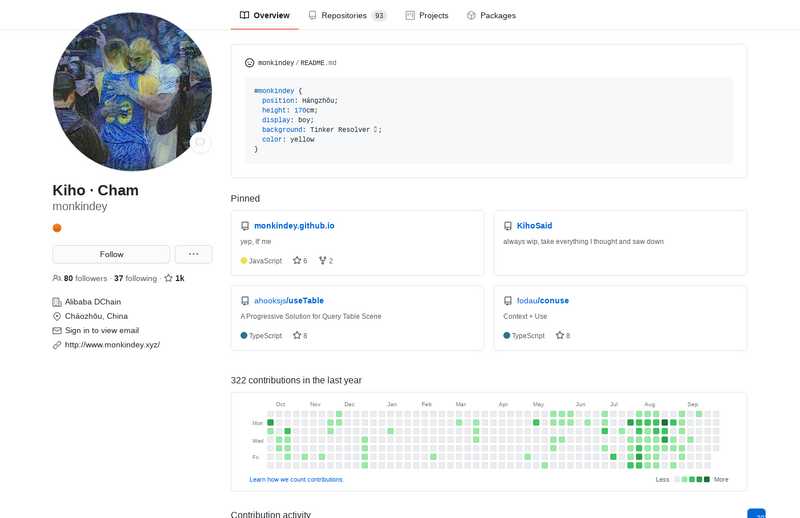 Overview
Repositories 93
Projects
Packages
Kiho · Cham
monkindey
Follow
80 followers · 37 following · 1k
Alibaba DChain
Cháozhōu, China
Sign in to view email
http://www.monkindey.xyz/
monkindey / README.md
#monkindey {
position: Hángzhōu;
height: 170cm;
display: boy;
background: Tinker Resolver ;
color: yellow
}
Pinned
monkindey.github.io
yep, it' me
JavaScript 6 2
KihoSaid
always wip, take everything I thought and saw down
ahooksjs/useTable
A Progressive Solution for Query Table Scene
TypeScript 8
fodau/conuse
Context + Use
TypeScript 8
322 contributions in the last year
Oct Nov Dec Jan Feb Mar Apr May Jun Jul Aug Sep
Mon
Wed
Fri
Learn how we count contributions
Less More
Contribution activity